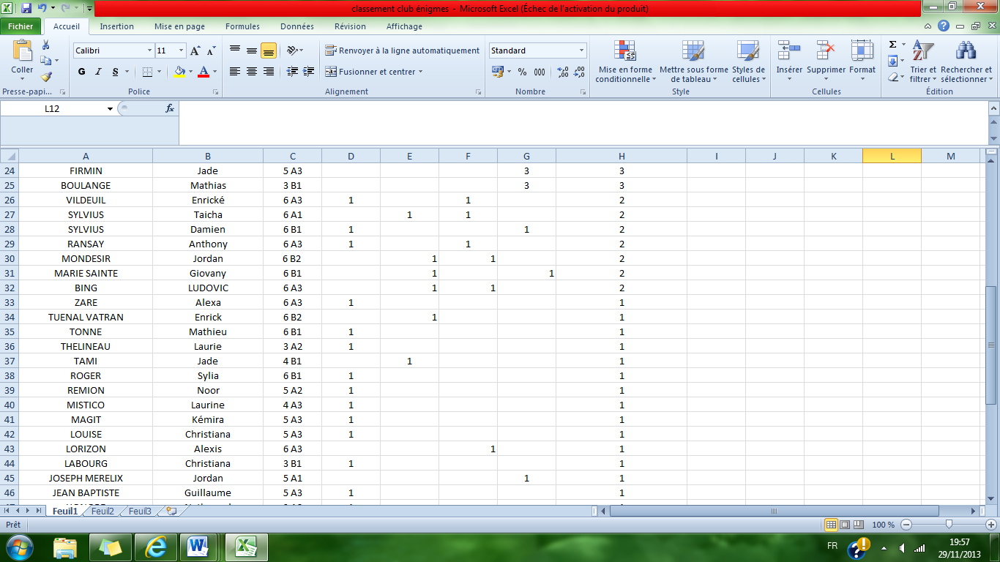 classement club énigmes - Microsoft Excel (Échec de l'activation du produit)
Fichier Accueil Insertion Mise en page Formules Données Révision Affichage
Calibri 11 Renvoyer à la ligne automatiquement Standard
Coller G I S Fusionner et centrer % 000 Mise en forme conditionnelle Mettre sous forme de tableau Styles de cellules Insérer Supprimer Format Σ Trier et filtrer Rechercher et sélectionner
Presse-papi... Police Alignement Nombre Style Cellules Édition
L12 fx
A B C D E F G H I J K L M
24 FIRMIN Jade 5 A3 3 3
25 BOULANGE Mathias 3 B1 3 3
26 VILDEUIL Enrické 6 A3 1 1 2
27 SYLVIUS Taicha 6 A1 1 1 2
28 SYLVIUS Damien 6 B1 1 1 2
29 RANSAY Anthony 6 A3 1 1 2
30 MONDESIR Jordan 6 B2 1 1 2
31 MARIE SAINTE Giovany 6 B1 1 1 2
32 BING LUDOVIC 6 A3 1 1 2
33 ZARE Alexa 6 A3 1 1
34 TUENAL VATRAN Enrick 6 B2 1 1
35 TONNE Mathieu 6 B1 1 1
36 THELINEAU Laurie 3 A2 1 1
37 TAMI Jade 4 B1 1 1
38 ROGER Sylia 6 B1 1 1
39 REMION Noor 5 A2 1 1
40 MISTICO Laurine 4 A3 1 1
41 MAGIT Kémira 5 A3 1 1
42 LOUISE Christiana 5 A3 1 1
43 LORIZON Alexis 6 A3 1 1
44 LABOURG Christiana 3 B1 1 1
45 JOSEPH MERELIX Jordan 5 A1 1 1
46 JEAN BAPTISTE Guillaume 5 A3 1 1
Feuil1 Feuil2 Feuil3
Prêt 100 %
FR 19:57
29/11/2013